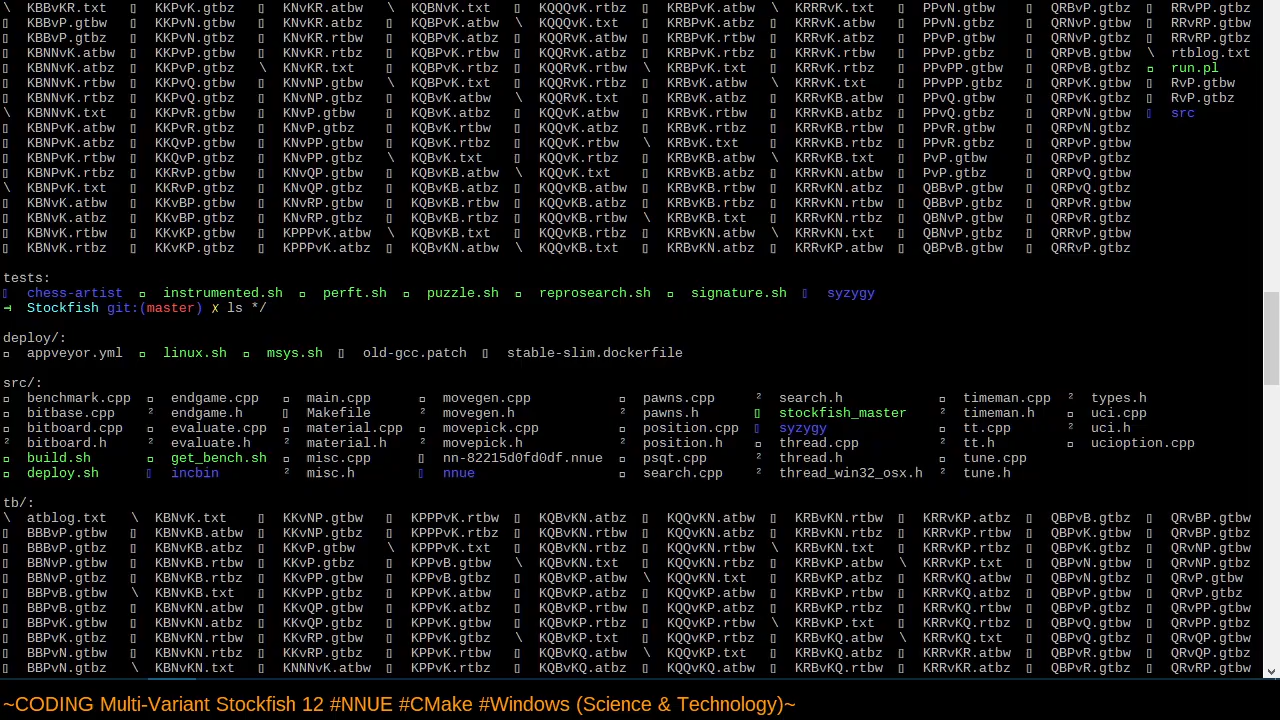 \ KBBvKR.txt KKPvK.gtbz KNvKR.atbw \ KQBNvK.txt KQQQvK.rtbz KRBPvK.atbw \ KRRRvK.txt PPvN.gtbw QRBvP.gtbz RRvPP.gtbz
BBBvP.gtbw KKPvN.gtbw KNvKR.atbz KQBPvK.atbw \ KQQQvK.txt KRBPvK.atbz KRRvK.atbw PPvN.gtbz QRNvP.gtbw RRvRP.gtbw
KBBvP.gtbz KKPvN.gtbz KNvKR.rtbw KQBPvK.atbz KQQRvK.atbw KRBPvK.rtbw KRRvK.atbz PPvP.gtbw QRNvP.gtbz RRvRP.gtbz
KBNNvK.atbw KKPvP.gtbw KNvKR.rtbz KQBPvK.rtbw KQQRvK.atbz KRBPvK.rtbz KRRvK.rtbw PPvP.gtbz QRPvB.gtbw \ rtblog.txt
KBNNvK.atbz KKPvP.gtbz \ KNvKR.txt KQBPvK.rtbz KQQRvK.rtbw \ KRBPvK.txt KRRvK.rtbz PPvPP.gtbw QRPvB.gtbz run.pl
KBNNvK.rtbw KKPvQ.gtbw KNvNP.gtbw \ KQBPvK.txt KQQRvK.rtbz KRBvK.atbw \ KRRvK.txt PPvPP.gtbz QRPvK.gtbw RvP.gtbw
KBNNvK.rtbz KKPvQ.gtbz KNvNP.gtbz KQBvK.atbw \ KQQRvK.txt KRBvK.atbz KRRvKB.atbw PPvQ.gtbw QRPvK.gtbz RvP.gtbz
\ KBNNvK.txt KKPvR.gtbw KNvP.gtbw KQBvK.atbz KQQvK.atbw KRBvK.rtbw KRRvKB.atbz PPvQ.gtbz QRPvN.gtbw src
KBNPvK.atbw KKPvR.gtbz KNvP.gtbz KQBvK.rtbw KQQvK.atbz KRBvK.rtbz KRRvKB.rtbw PPvR.gtbw QRPvN.gtbz
KBNPvK.atbz KKQvP.gtbw KNvPP.gtbw KQBvK.rtbz KQQvK.rtbw \ KRBvK.txt KRRvKB.rtbz PPvR.gtbz QRPvP.gtbw
KBNPvK.rtbw KKQvP.gtbz KNvPP.gtbz \ KQBvK.txt KQQvK.rtbz KRBvKB.atbw \ KRRvKB.txt PvP.gtbw QRPvP.gtbz
KBNPvK.rtbz KKRvP.gtbw KNvQP.gtbw KQBvKB.atbw \ KQQvK.txt KRBvKB.atbz KRRvKN.atbw PvP.gtbz QRPvQ.gtbw
\ KBNPvK.txt KKRvP.gtbz KNvQP.gtbz KQBvKB.atbz KQQvKB.atbw KRBvKB.rtbw KRRvKN.atbz QBBvP.gtbw QRPvQ.gtbz
KBNvK.atbw KKvBP.gtbw KNvRP.gtbw KQBvKB.rtbw KQQvKB.atbz KRBvKB.rtbz KRRvKN.rtbw QBBvP.gtbz QRPvR.gtbw
KBNvK.atbz KKvBP.gtbz KNvRP.gtbz KQBvKB.rtbz KQQvKB.rtbw \ KRBvKB.txt KRRvKN.rtbz QBNvP.gtbw QRPvR.gtbz
KBNvK.rtbw KKvKP.gtbw KPPPvK.atbw \ KQBvKB.txt KQQvKB.rtbz KRBvKN.atbw \ KRRvKN.txt QBNvP.gtbz QRRvP.gtbw
KBNvK.rtbz KKvKP.gtbz KPPPvK.atbz KQBvKN.atbw \ KQQvKB.txt KRBvKN.atbz KRRvKP.atbw QBPvB.gtbw QRRvP.gtbz
tests:
chess-artist instrumented.sh perft.sh puzzle.sh reprosearch.sh signature.sh syzygy
Stockfish git:(master) ✗ ls */
deploy/:
appveyor.yml linux.sh msys.sh old-gcc.patch stable-slim.dockerfile
src/:
benchmark.cpp endgame.cpp main.cpp movegen.cpp pawns.cpp ² search.h timeman.cpp ² types.h
bitbase.cpp ² endgame.h Makefile ² movegen.h ² pawns.h stockfish_master ² timeman.h uci.cpp
bitboard.cpp evaluate.cpp material.cpp movepick.cpp position.cpp syzygy tt.cpp ² uci.h
² bitboard.h ² evaluate.h ² material.h ² movepick.h ² position.h thread.cpp ² tt.h ucioption.cpp
build.sh get_bench.sh misc.cpp nn-82215d0fd0df.nnue psqt.cpp ² thread.h tune.cpp
deploy.sh incbin ² misc.h nnue search.cpp ² thread_win32_osx.h ² tune.h
tb/:
\ atblog.txt \ KBNvK.txt KKvNP.gtbw KPPPvK.rtbw KQBvKN.atbz KQQvKN.atbz KRBvKN.rtbw KRRvKP.atbz QBPvB.gtbz QRvBP.gtbw
BBBvP.gtbw KBNvKB.atbw KKvNP.gtbz KPPPvK.rtbz KQBvKN.rtbw KQQvKN.atbz KRBvKN.rtbz KRRvKP.rtbw QBPvK.gtbw QRvBP.gtbz
BBBvP.gtbz KBNvKB.atbz KKvP.gtbw \ KPPPvK.txt KQBvKN.rtbz KQQvKN.rtbw \ KRBvKN.txt KRRvKP.rtbz QBPvK.gtbz QRvNP.gtbw
BBNvP.gtbw KBNvKB.rtbw KKvP.gtbz KPPvB.gtbw \ KQBvKN.txt KQQvKN.rtbz KRBvKP.atbw \ KRRvKP.txt QBPvN.gtbw QRvNP.gtbz
BBNvP.gtbz KBNvKB.rtbz KKvPP.gtbw KPPvB.gtbz KQBvKP.atbw \ KQQvKN.txt KRBvKP.atbz KRRvKQ.atbw QBPvN.gtbz QRvP.gtbw
BBPvB.gtbw \ KBNvKB.txt KKvPP.gtbz KPPvK.atbw KQBvKP.atbz KQQvKP.atbw KRBvKP.rtbw KRRvKQ.atbz QBPvP.gtbw QRvP.gtbz
BBPvB.gtbz KBNvKN.atbw KKvQP.gtbw KPPvK.atbz KQBvKP.rtbw KQQvKP.atbz KRBvKP.rtbz KRRvKQ.rtbw QBPvP.gtbz QRvPP.gtbw
BBPvK.gtbw KBNvKN.atbz KKvQP.gtbz KPPvK.gtbw KQBvKP.rtbz KQQvKP.rtbw \ KRBvKP.txt KRRvKQ.rtbz QBPvQ.gtbw QRvPP.gtbz
BBPvK.gtbz KBNvKN.rtbw KKvRP.gtbw KPPvK.gtbz \ KQBvKP.txt KQQvKP.rtbz KRBvKQ.atbw \ KRRvKQ.txt QBPvQ.gtbz QRvQP.gtbw
BBPvN.gtbw KBNvKN.rtbz KKvRP.gtbz KPPvK.rtbw KQBvKQ.atbw \ KQQvKP.txt KRBvKQ.atbz KRRvKR.atbw QBPvR.gtbw QRvQP.gtbz
BBPvN.gtbz \ KBNvKN.txt KNNNvK.atbw KPPvK.rtbz KQBvKQ.atbz KQQvKQ.atbw KRBvKQ.rtbw KRRvKR.atbz QBPvR.gtbz QRvRP.gtbw
~CODING Multi-Variant Stockfish 12 #NNUE #CMake #Windows (Science & Technology)~